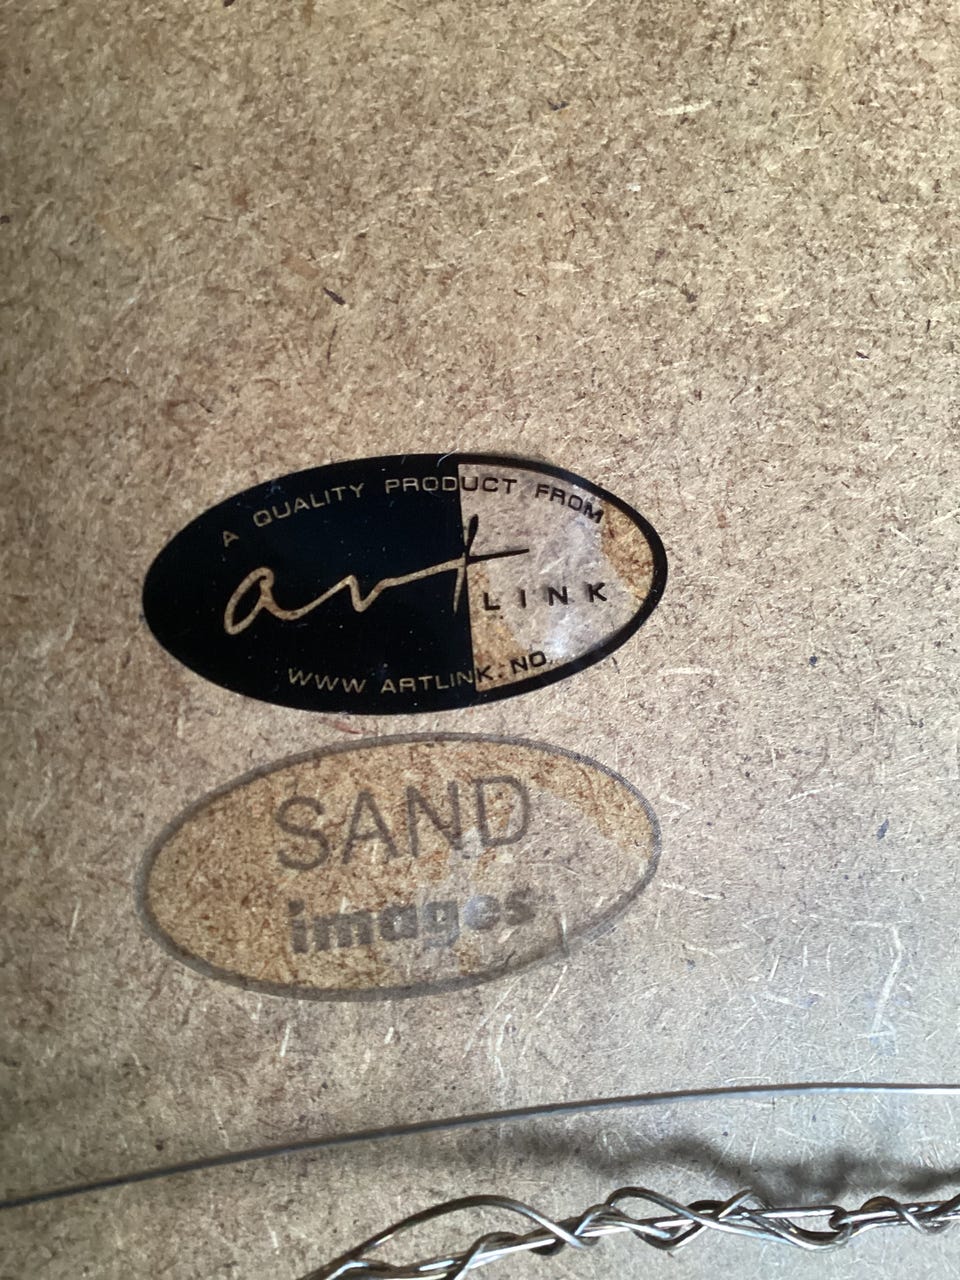 A QUALITY PRODUCT FROM
art
LINK
WWW ARTLINK.NO
SAND
images